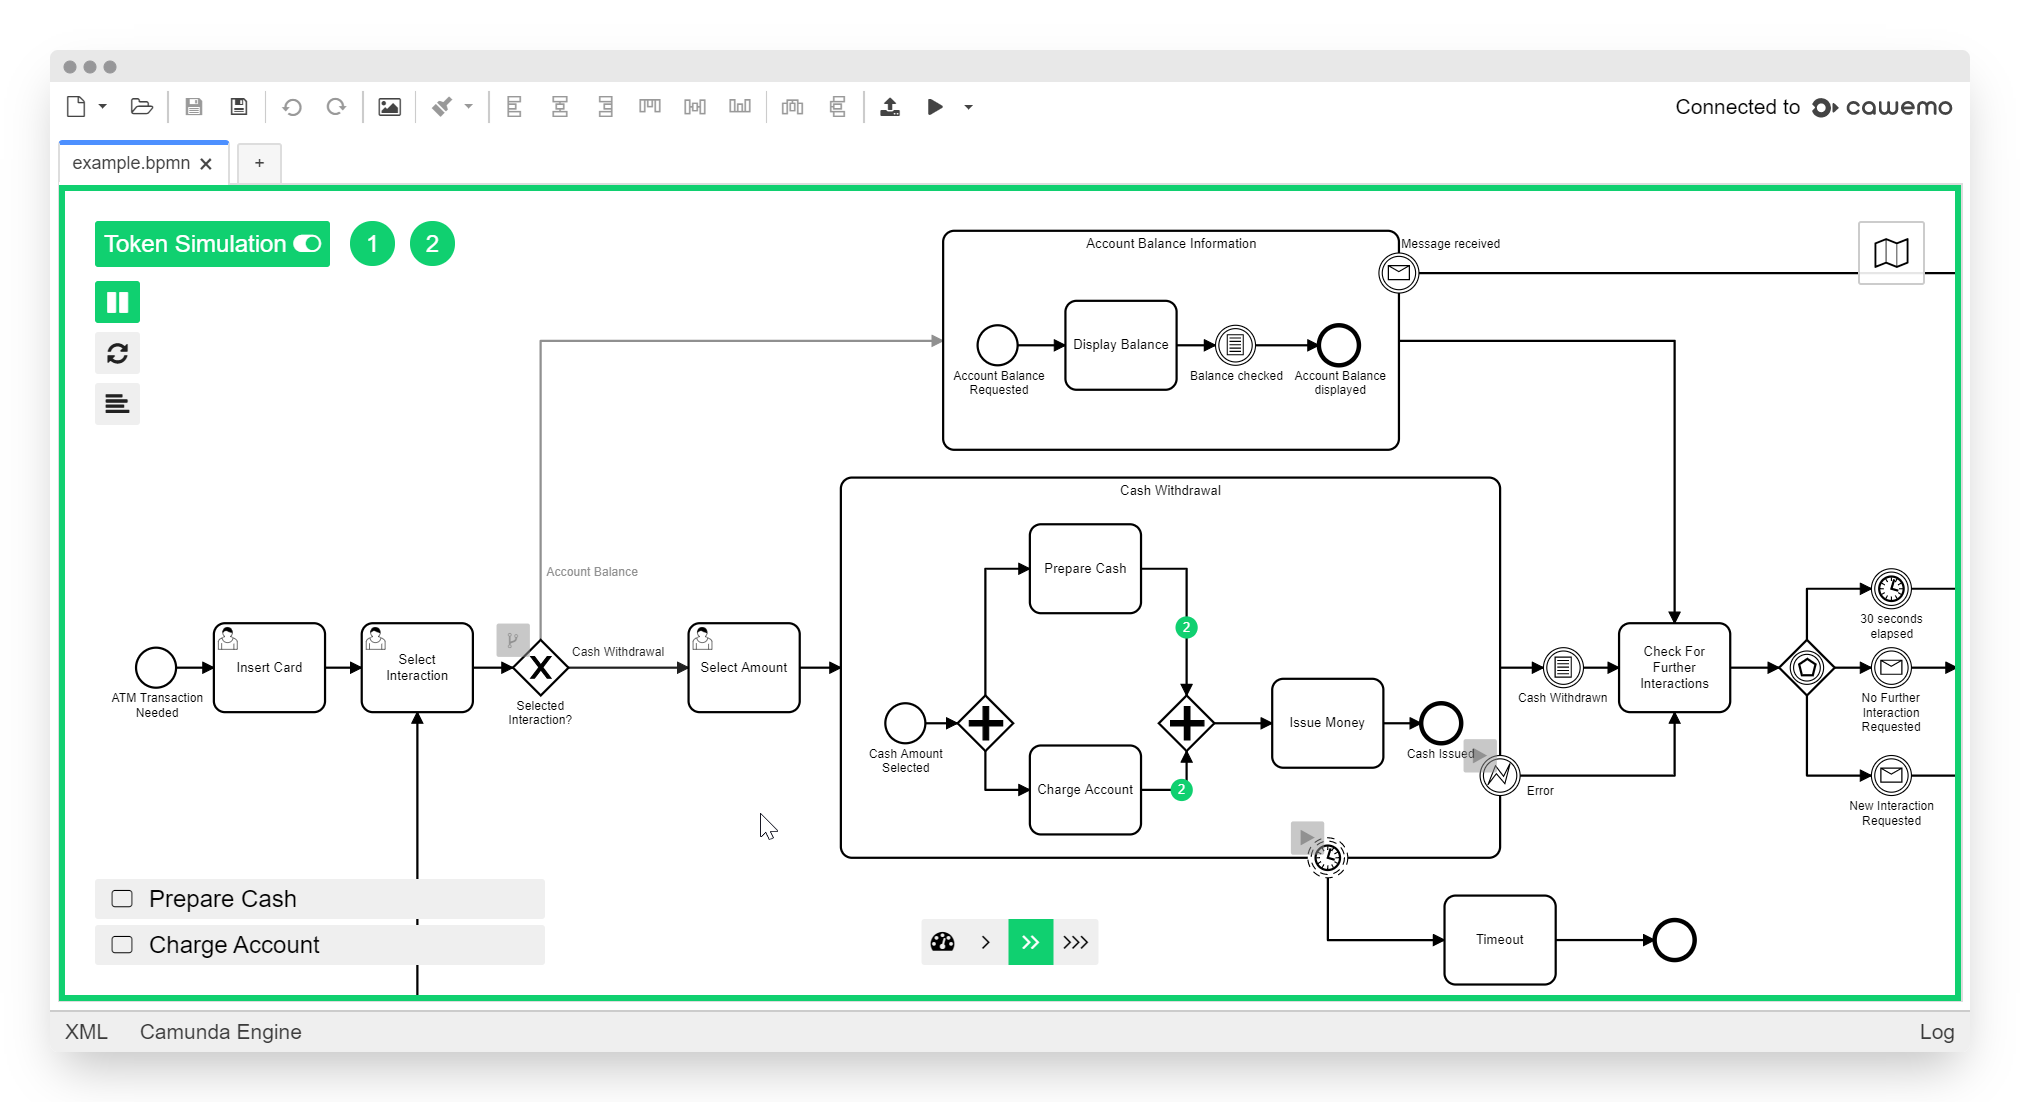 Connected to cawemo
example.bpmn
+
Token Simulation
1
2
Account Balance Information
Message received
Display Balance
Account Balance
Requested
Balance checked
Account Balance
displayed
Cash Withdrawal
Prepare Cash
Account Balance
2
Insert Card
Select
Interaction
Cash Withdrawal
Select Amount
ATM Transaction
Needed
Selected
Interaction?
Cash Amount
Selected
Issue Money
Cash Issued
Charge Account
2
Error
Cash Withdrawn
Check For
Further
Interactions
30 seconds
elapsed
No Further
Interaction
Requested
New Interaction
Requested
Timeout
Prepare Cash
Charge Account
XML
Camunda Engine
Log